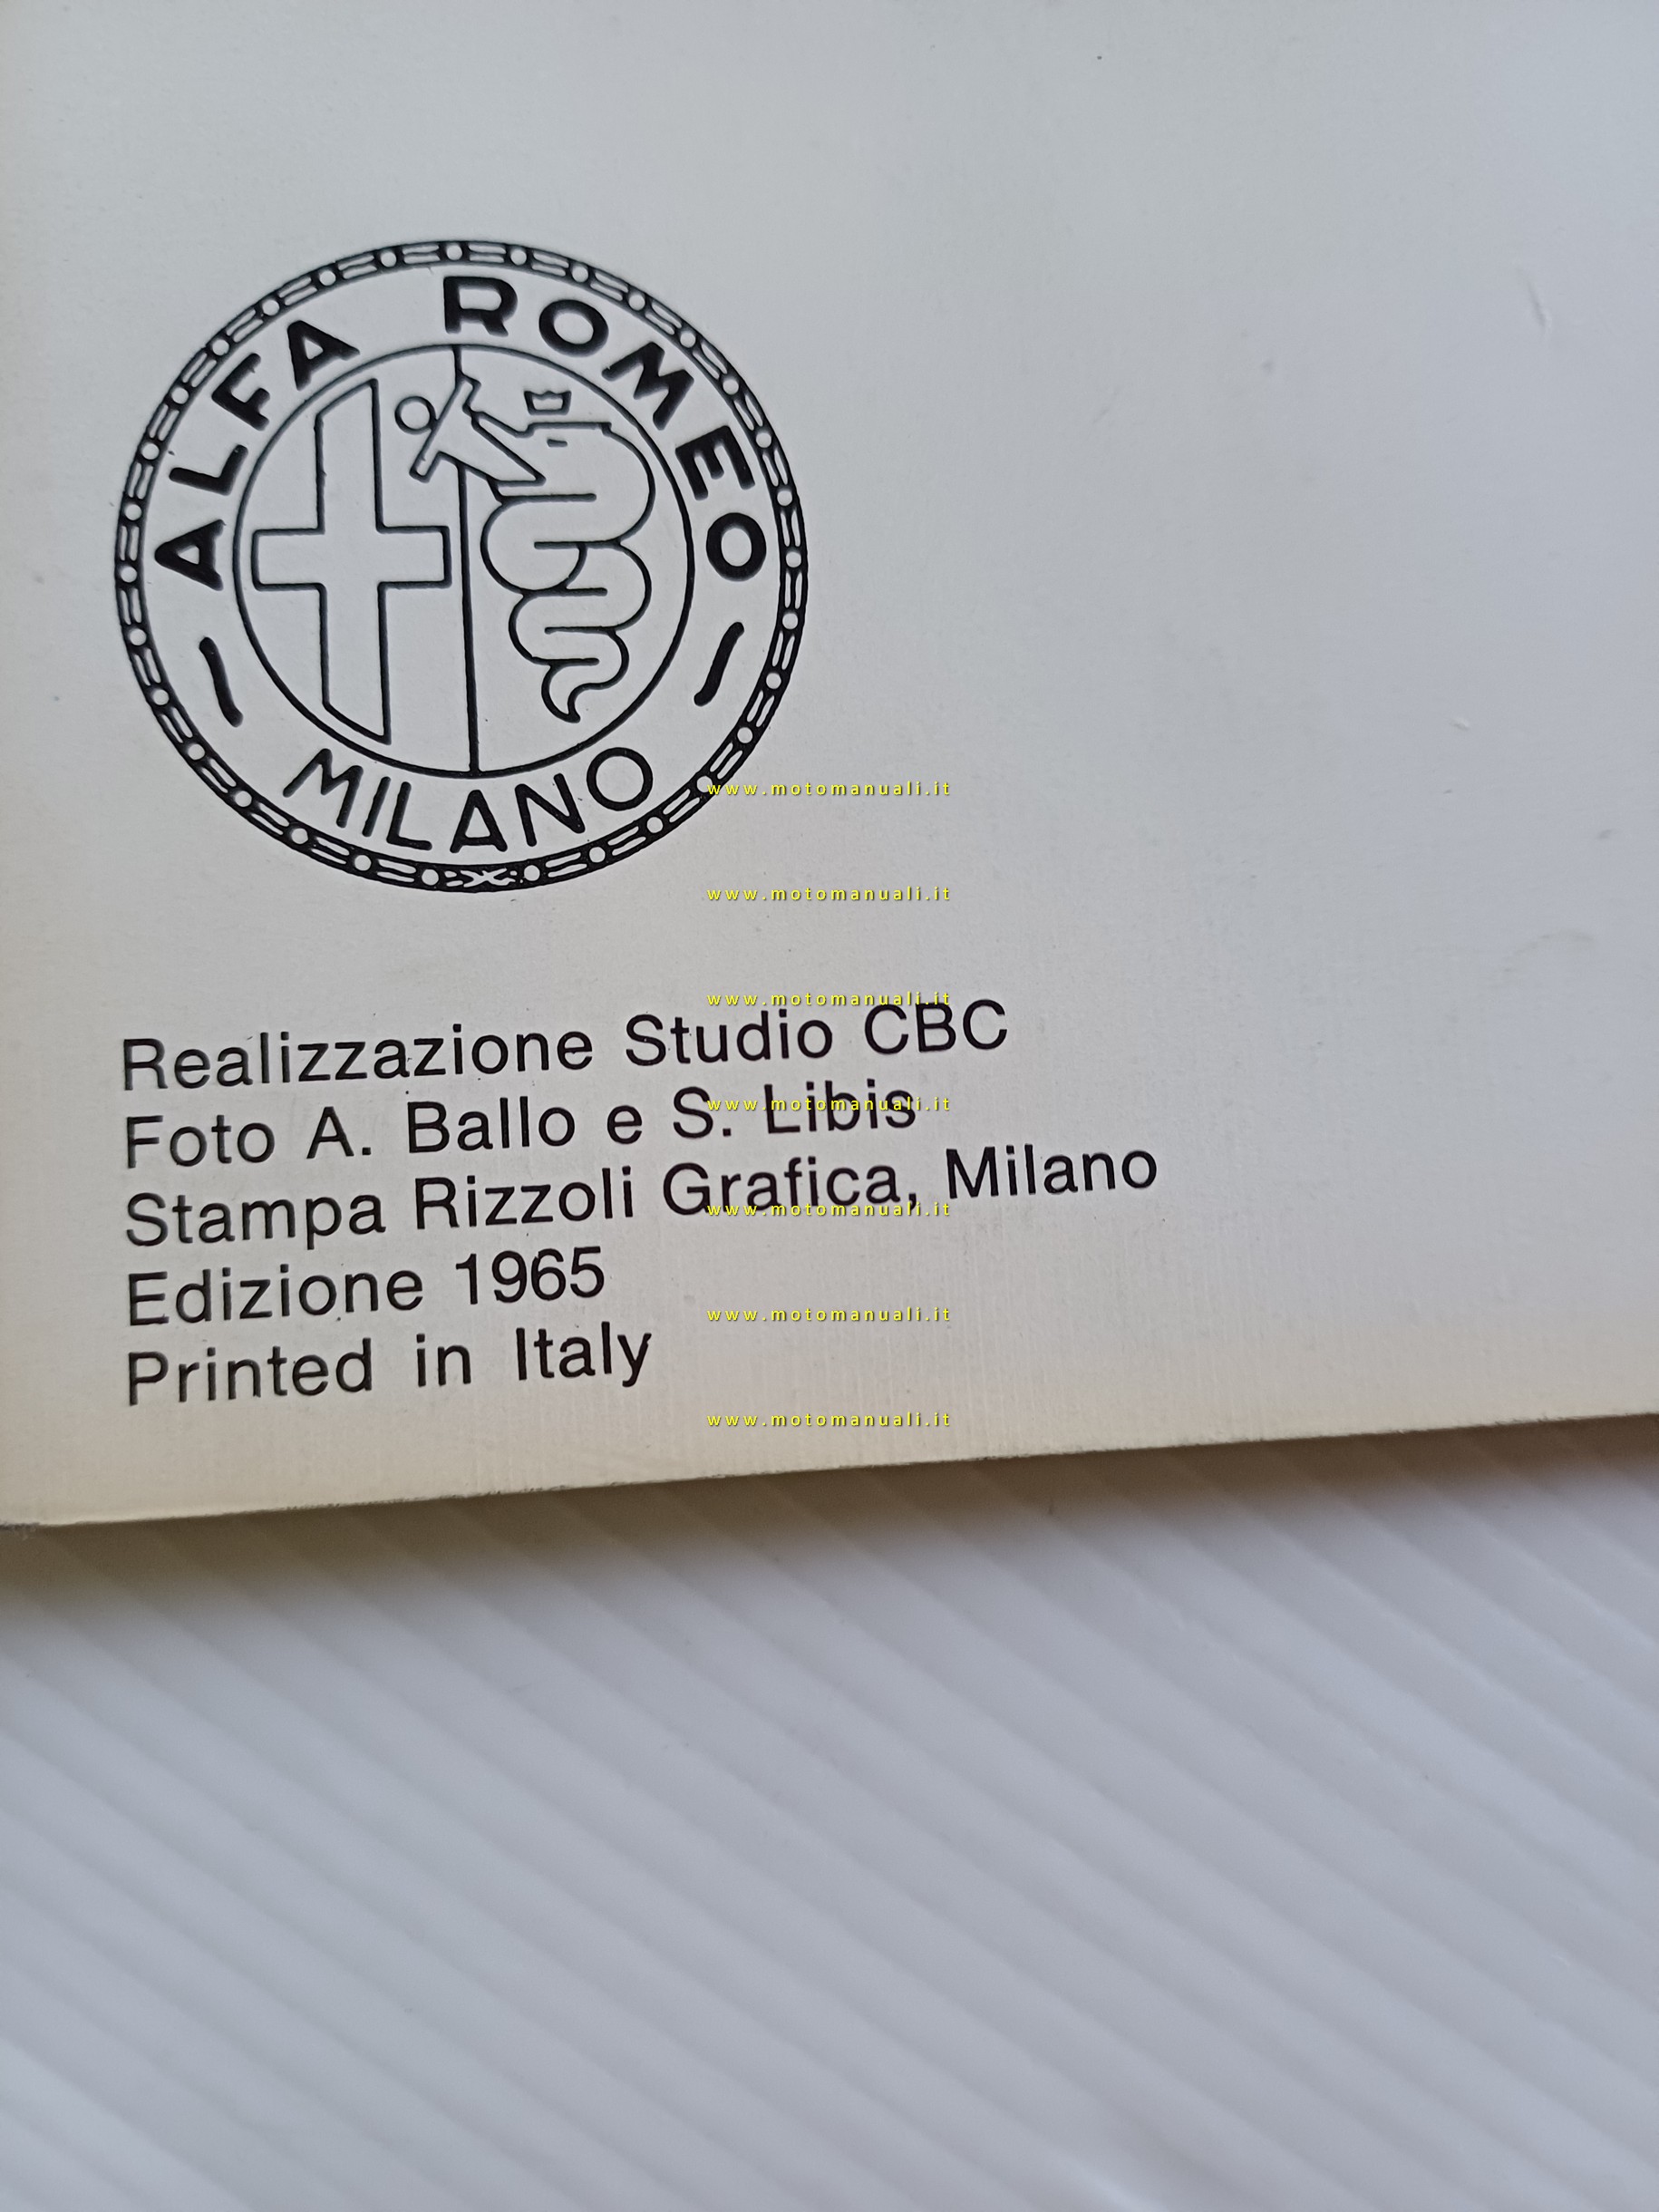 ALFA ROMEO
MILANO
www.motomanuali.it
www.motomanuali.it
www.motomanuali.it
Realizzazione Studio CBC
www.motomanuali.it
Foto A. Ballo e S. Libis
Stampa Rizzoli Grafica, Milano
www.motomanuali.it
Edizione 1965
www.motomanuali.it
Printed in Italy
www.motomanuali.it